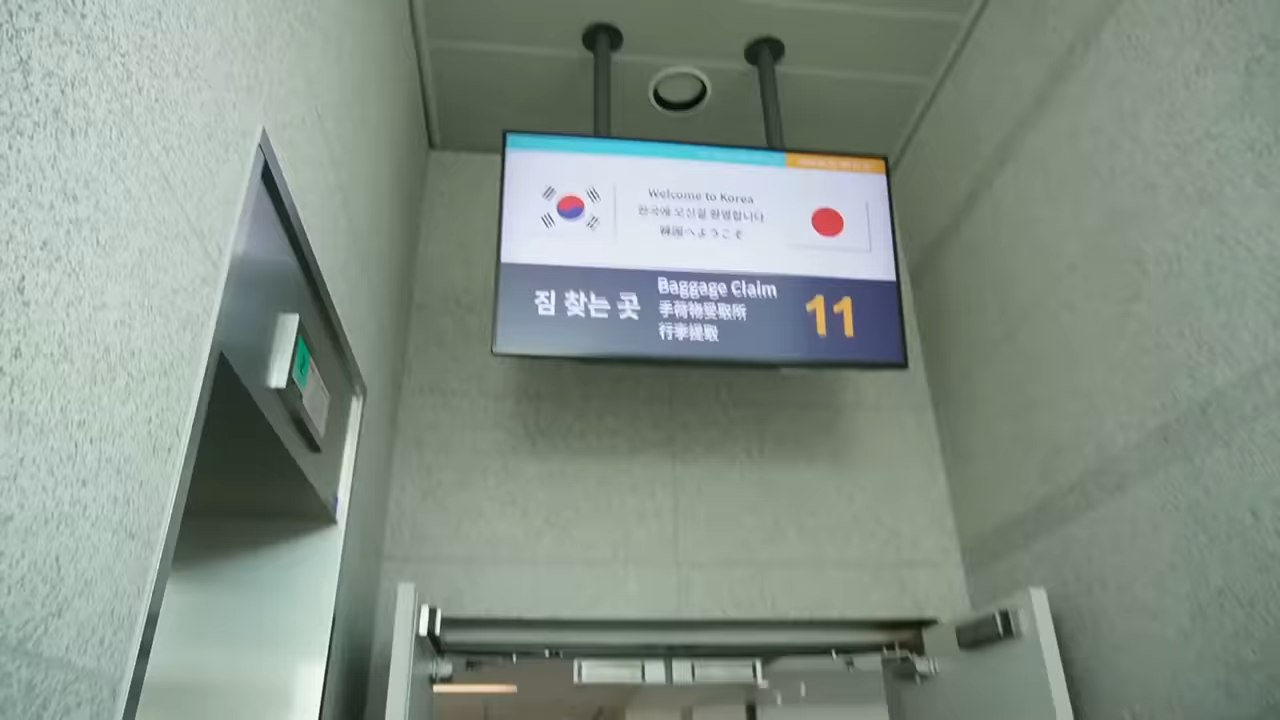 Welcome to Korea
한국에 오신걸 환영합니다
韓国へようこそ
짐 찾는 곳
Baggage Claim
手荷物受取所
行李提取
11